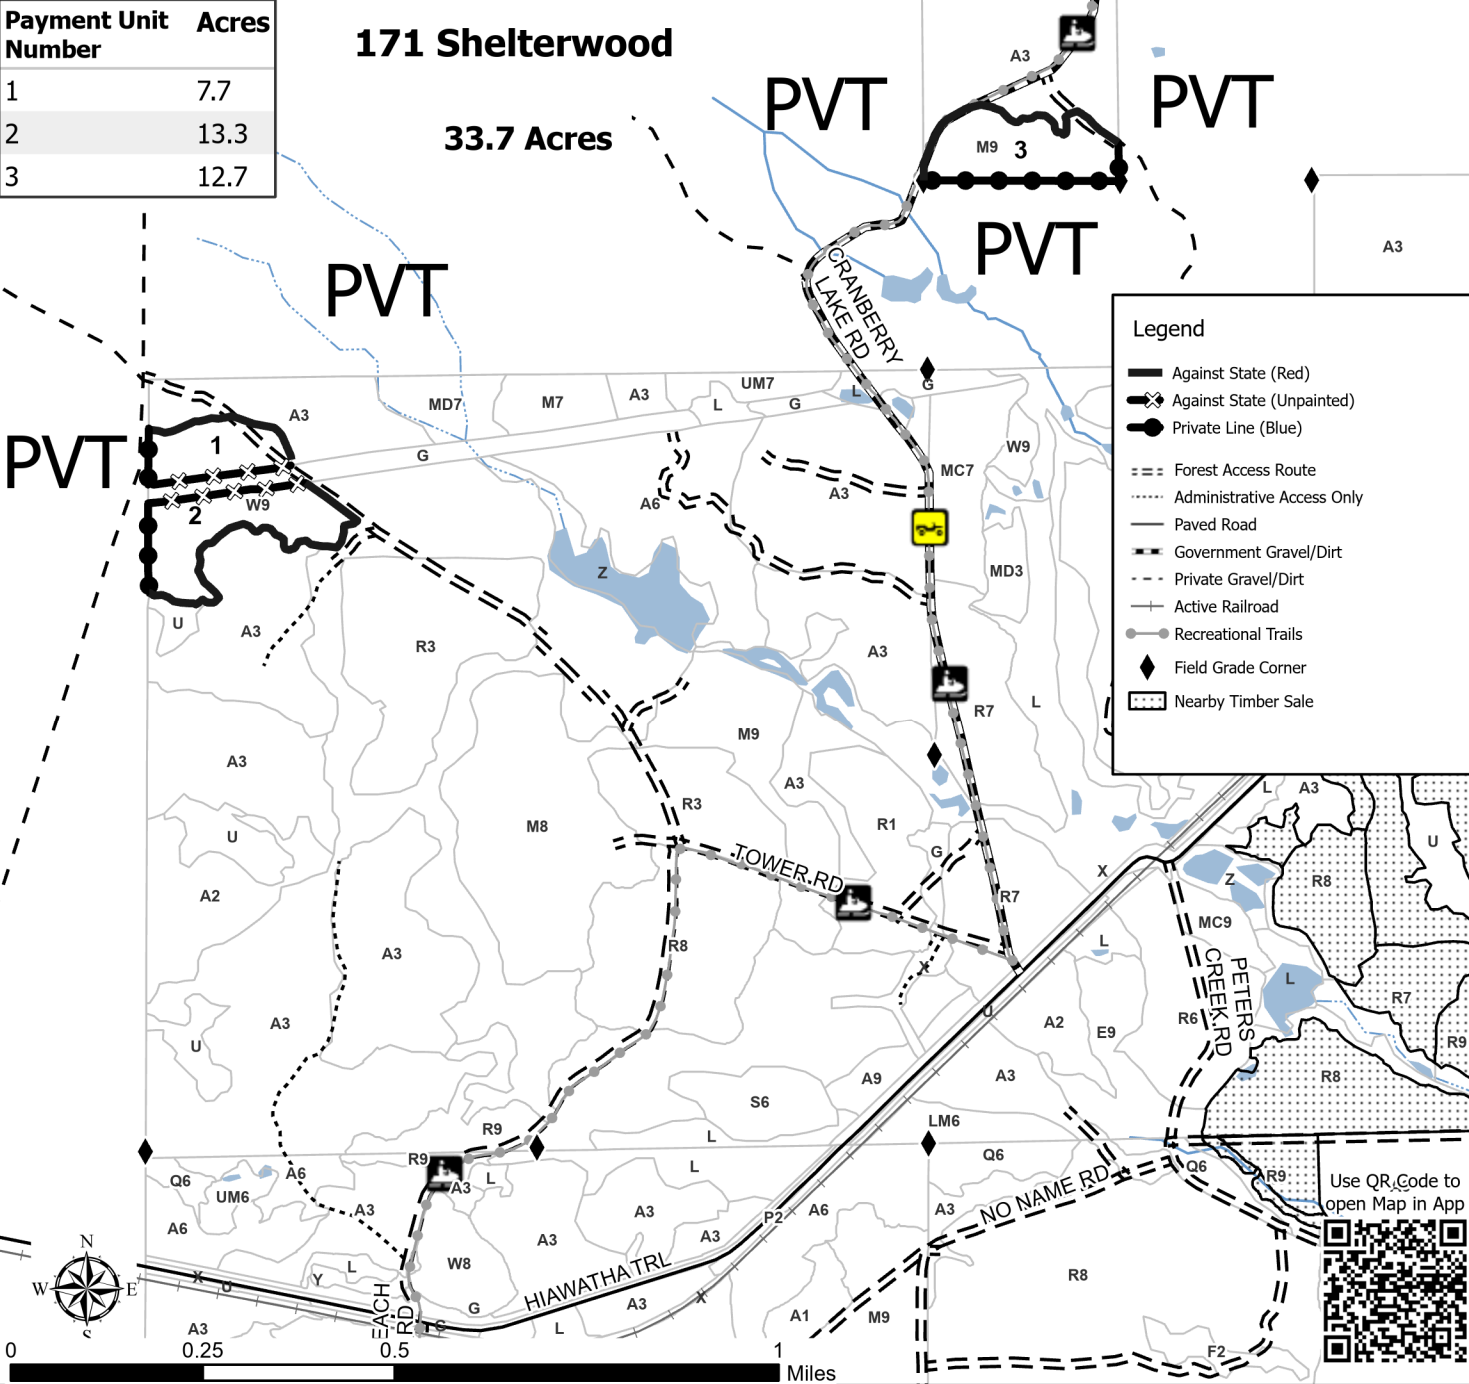 Payment Unit Number Acres
1 7.7
2 13.3
3 12.7
171 Shelterwood
33.7 Acres
A3
PVT
PVT
M9
3
PVT
A3
PVT
CRANBERRY
LAKE RD
Legend
Against State (Red)
Against State (Unpainted)
Private Line (Blue)
Forest Access Route
Administrative Access Only
Paved Road
Government Gravel/Dirt
Private Gravel/Dirt
Active Railroad
Recreational Trails
Field Grade Corner
Nearby Timber Sale
UM7
L
G
A3
MD7
M7
A3
L
G
PVT
1
G
W9
MC7
2
W9
A6
A3
Z
MD3
U
A3
R3
A3
R7
L
M9
A3
A3
R3
L
A3
M8
R1
U
U
G
TOWER RD
X
Z
R8
A2
R7
MC9
A3
R8
L
X
L
PETERS
CREEK RD
R7
A3
U
A2
E9
R6
U
R9
A9
A3
R8
S6
LM6
R9
L
R9
Q6
A6
UM6
A3
L
L
Q6
Q6
R9
Use QR Code to
open Map in App
NO NAME RD
A6
A3
A3
A3
A3
P2
A6
A3
N
W
E
S
X
U
Y
L
W8
HIAWATHA TRL
R8
G
A3
X
A1
M9
A3
EACH
RD
G
L
F2
0 0.25 0.5 1
Miles